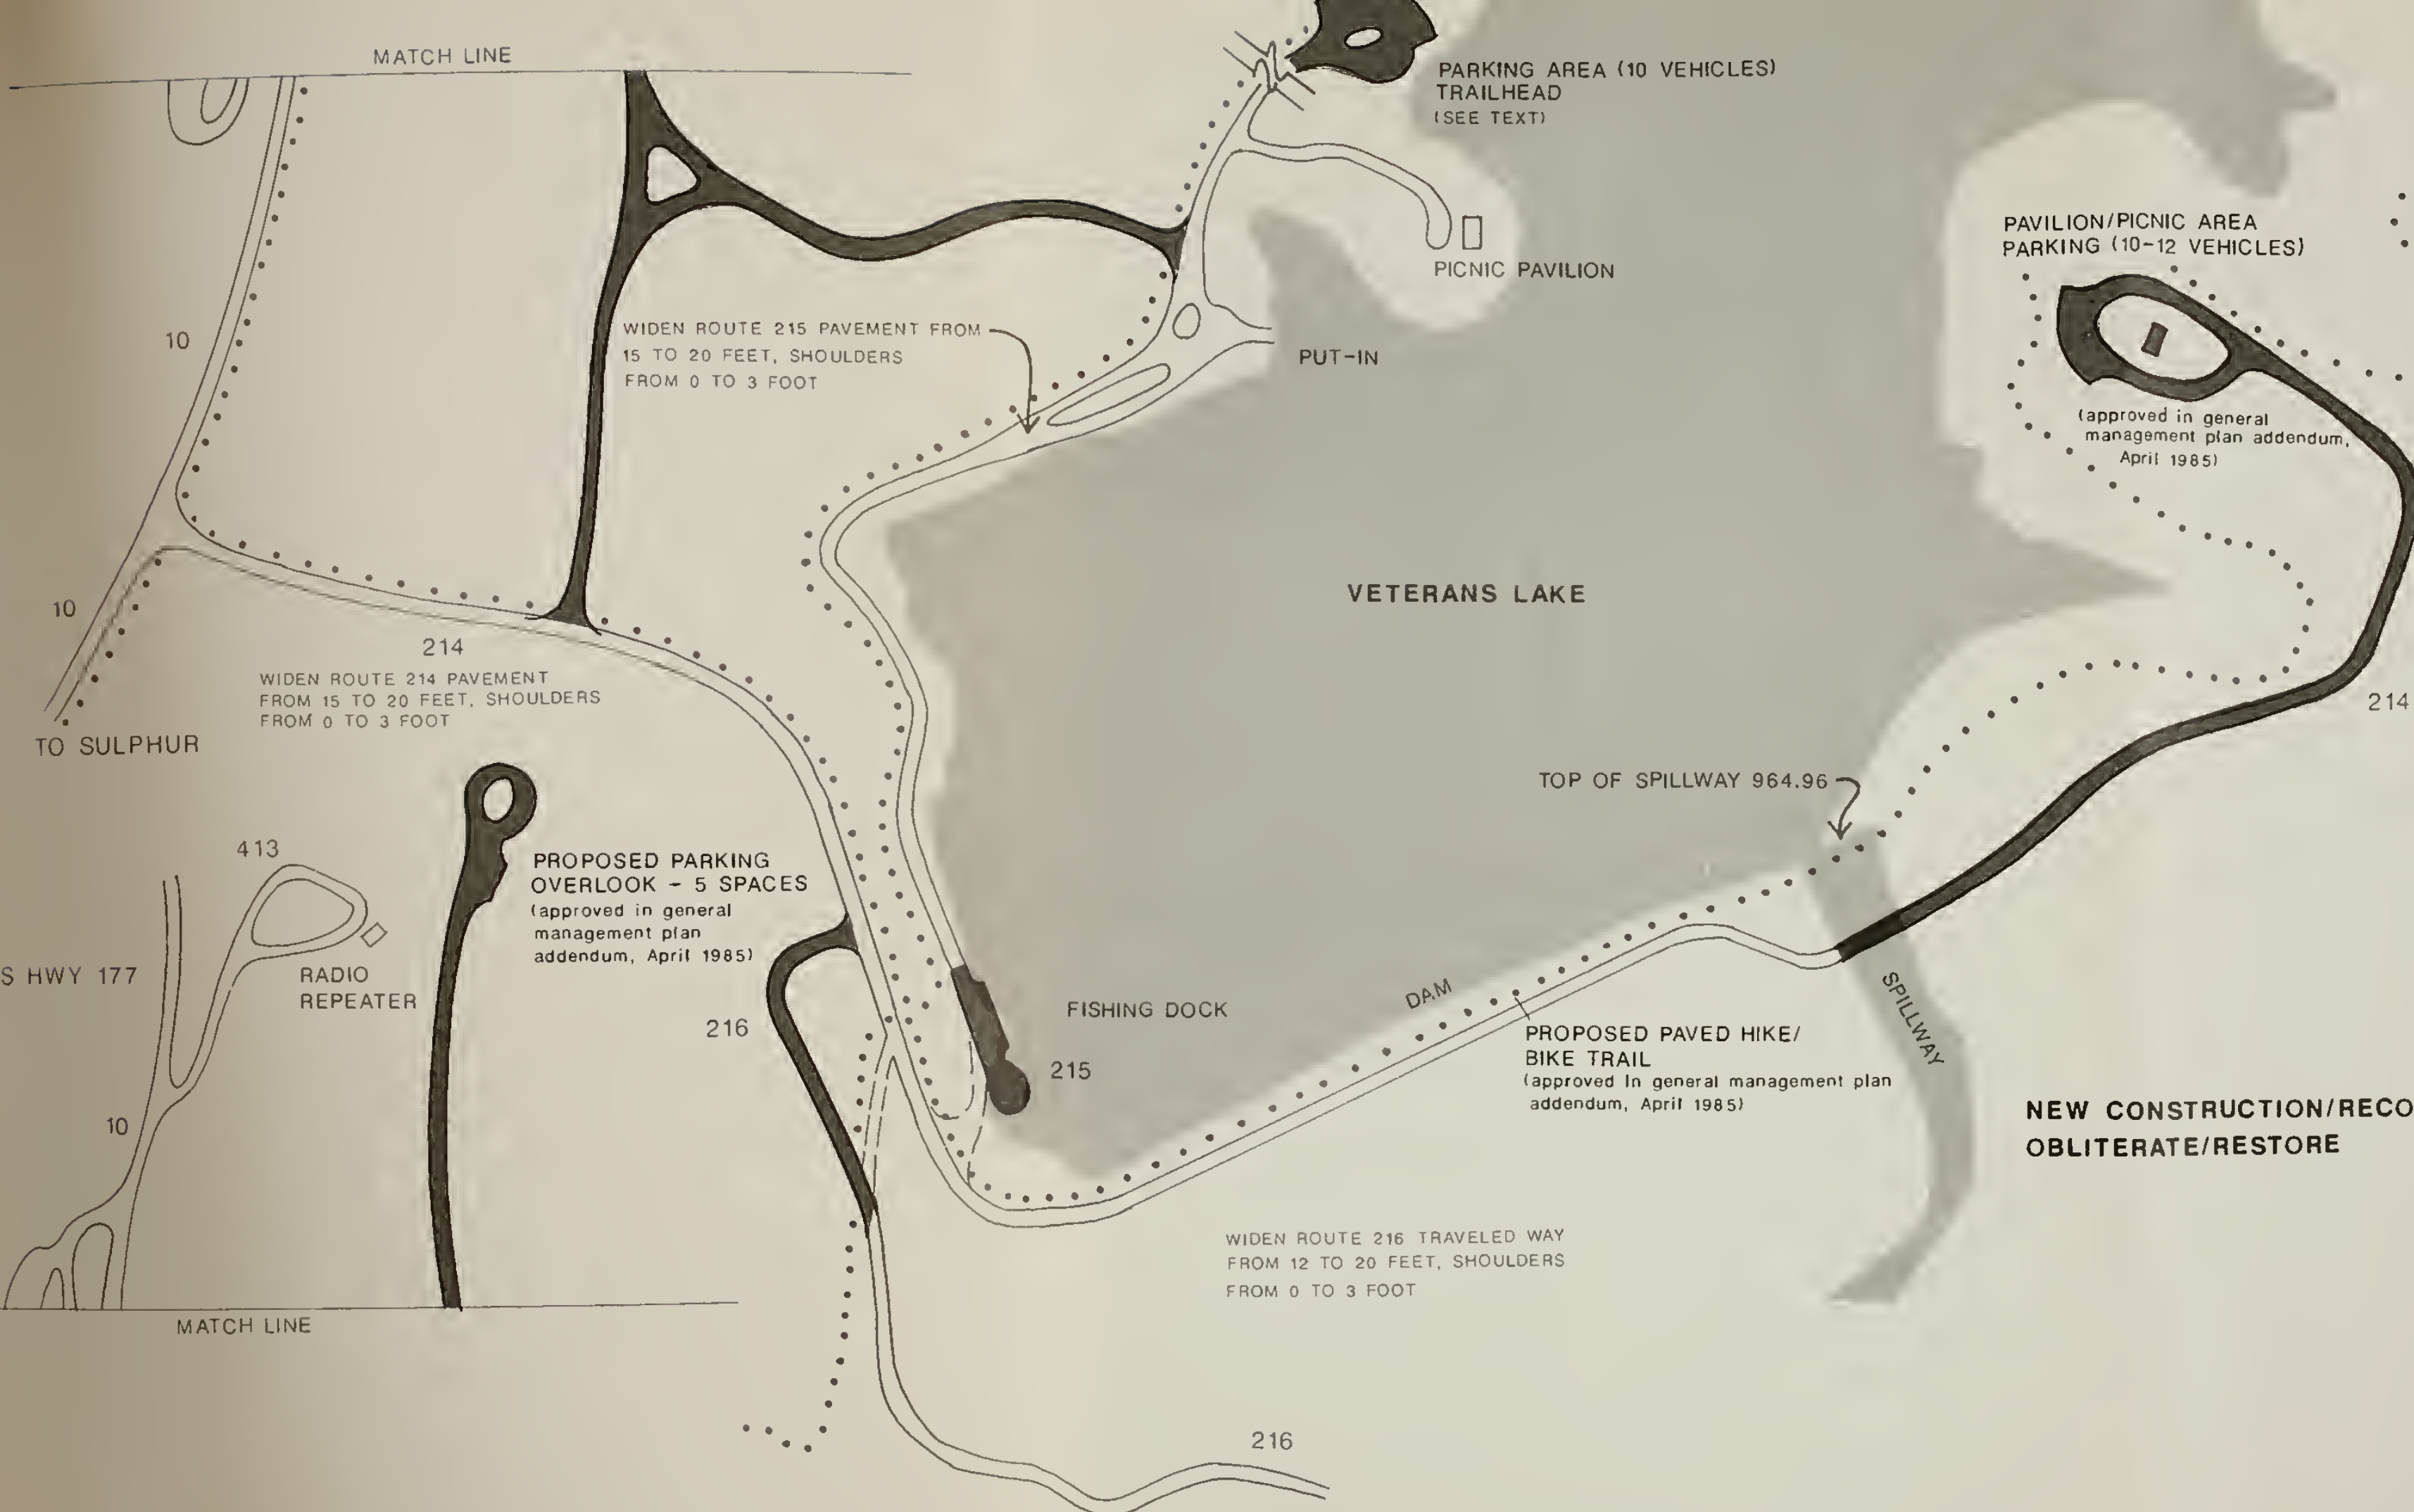 MATCH LINE
PARKING AREA (10 VEHICLES)
TRAILHEAD
(SEE TEXT)
PAVILION/PICNIC AREA
PARKING (10-12 VEHICLES)
PICNIC PAVILION
10
WIDEN ROUTE 215 PAVEMENT FROM
15 TO 20 FEET, SHOULDERS
FROM 0 TO 3 FOOT
PUT-IN
(approved in general
management plan addendum,
April 1985)
VETERANS LAKE
10
214
WIDEN ROUTE 214 PAVEMENT
FROM 15 TO 20 FEET, SHOULDERS
FROM 0 TO 3 FOOT
TO SULPHUR
214
TOP OF SPILLWAY 964.96
413
PROPOSED PARKING
OVERLOOK - 5 SPACES
(approved in general
management plan
addendum, April 1985)
S HWY 177
RADIO
REPEATER
216
FISHING DOCK
215
DAM
SPILLWAY
PROPOSED PAVED HIKE/
BIKE TRAIL
(approved In general management plan
addendum, April 1985)
10
NEW CONSTRUCTION/RECO
OBLITERATE/RESTORE
WIDEN ROUTE 216 TRAVELED WAY
FROM 12 TO 20 FEET, SHOULDERS
FROM 0 TO 3 FOOT
MATCH LINE
216